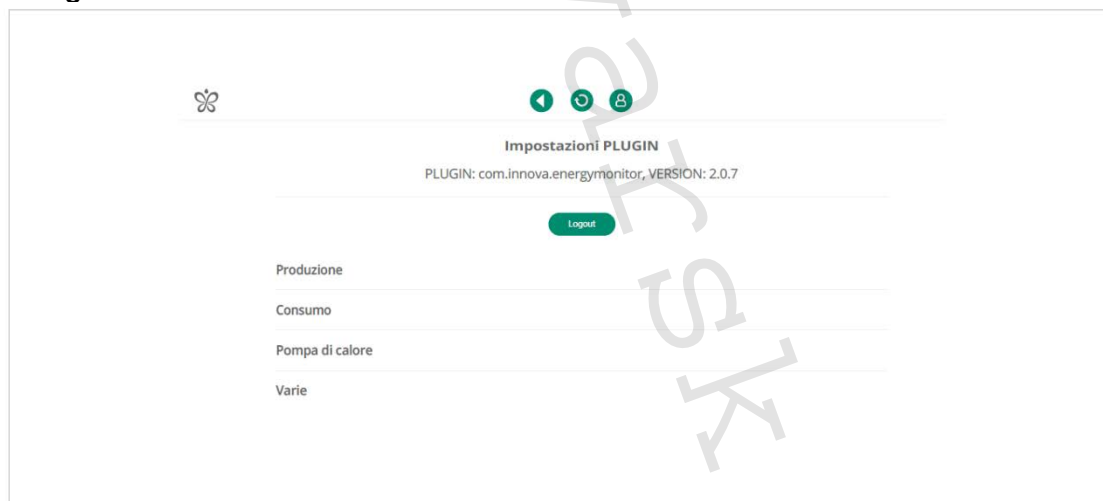 Impostazioni PLUGIN
PLUGIN: com.innova.energymonitor, VERSION: 2.0.7
Logout
Produzione
Consumo
Pompa di calore
Varie